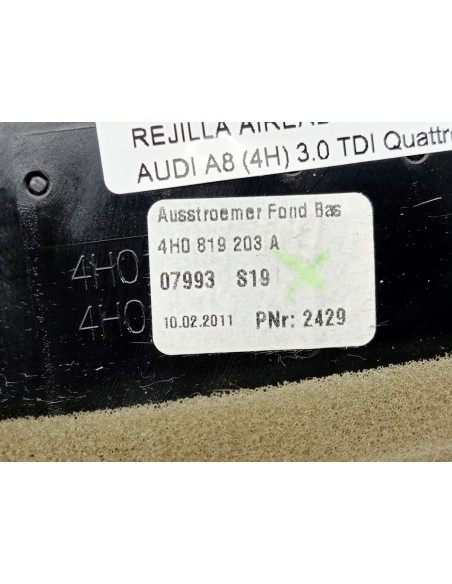 REJILLA
AUDI A8 (4H) 3.0 TDI Quattro
Ausstroemer Fond Bas
4H0 819 203 A
07993 S19
10.02.2011 PNr: 2429
4H0
4H0